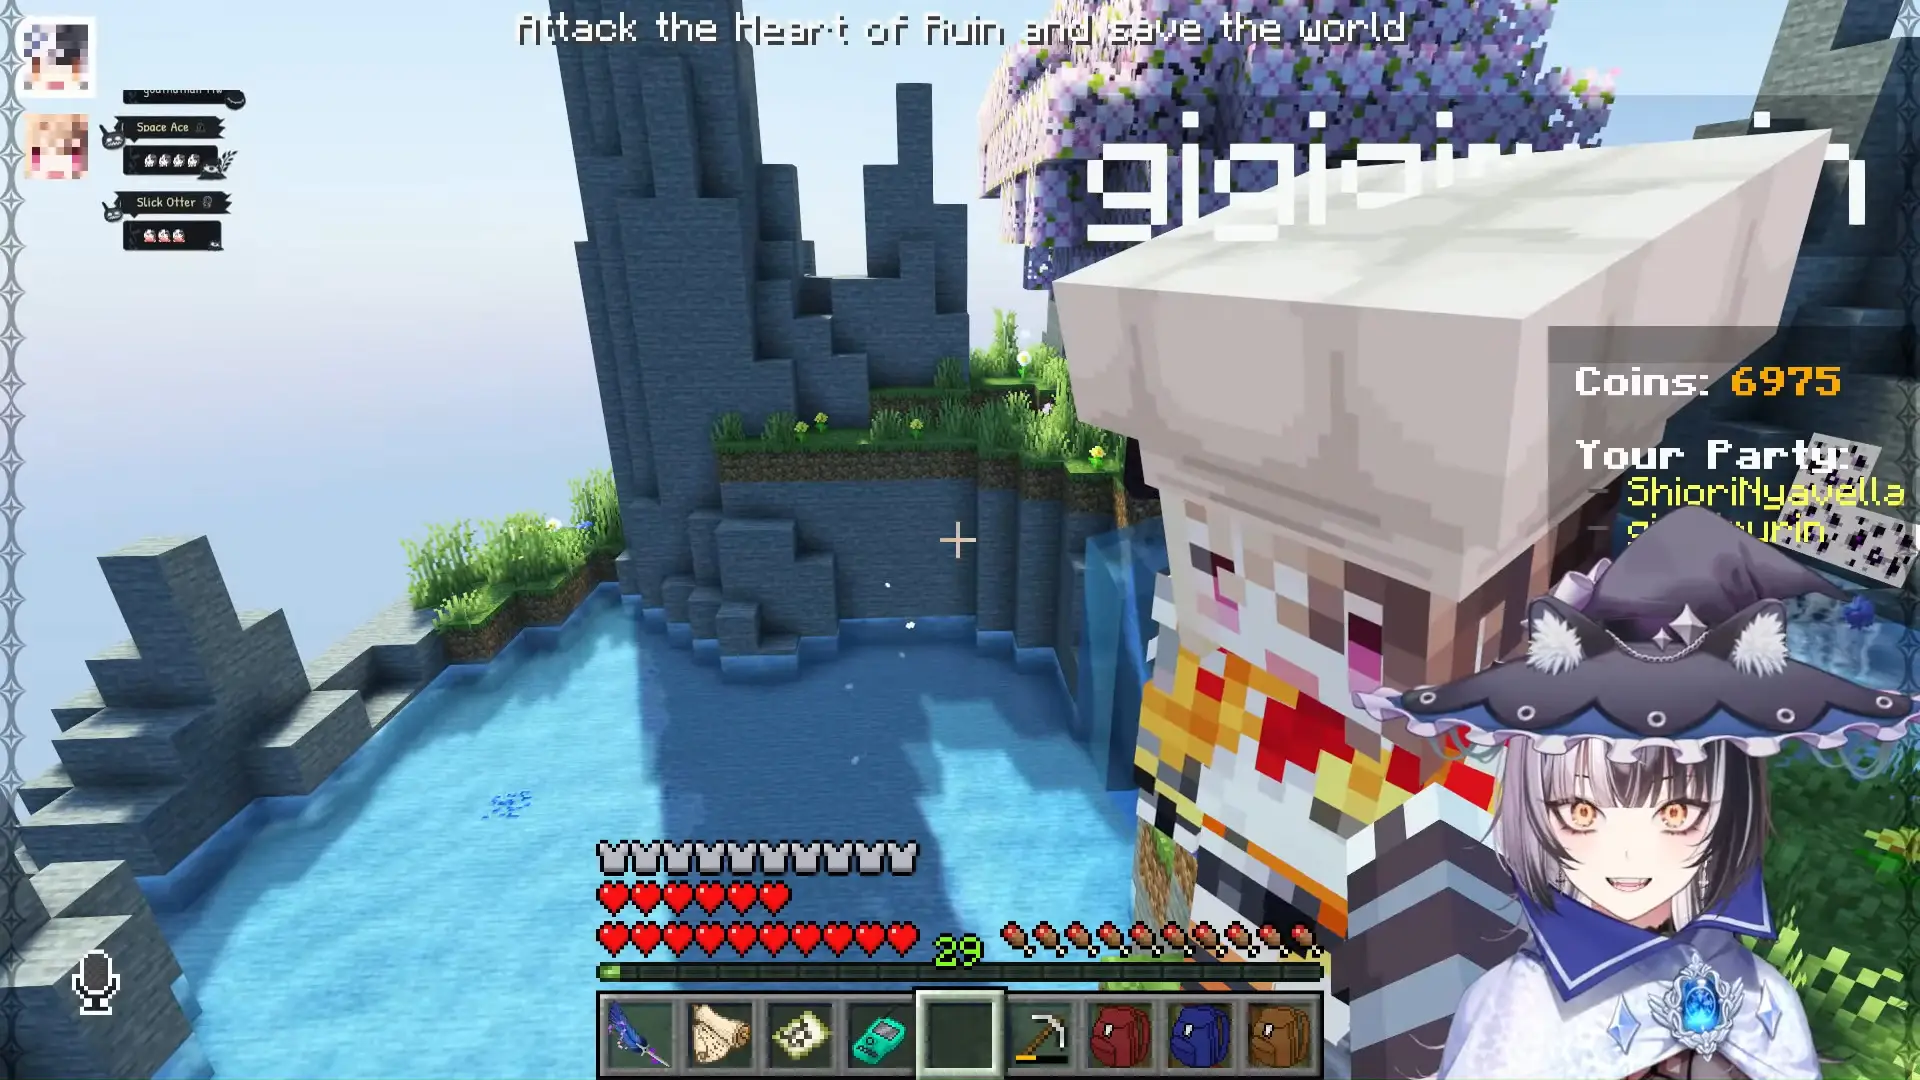 Attack the Heart of Ruin and save the world
Space Ace
Slick Otter
Coins: 6975
Your Party:
- ShioriNyavella
29